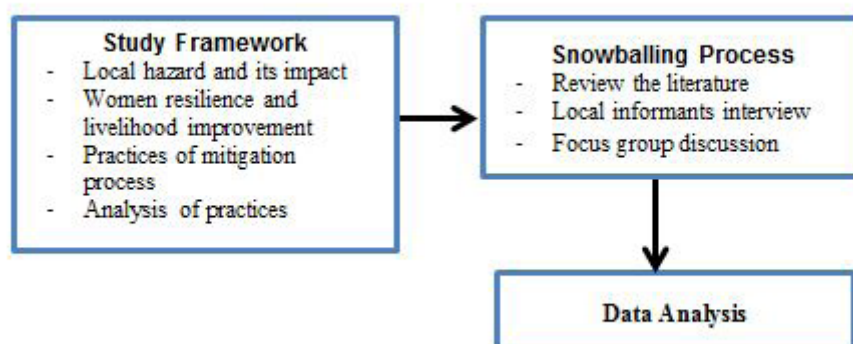 Study Framework
- Local hazard and its impact
- Women resilience and
livelihood improvement
- Practices of mitigation
process
- Analysis of practices
Snowballing Process
- Review the literature
- Local informants interview
- Focus group discussion
Data Analysis